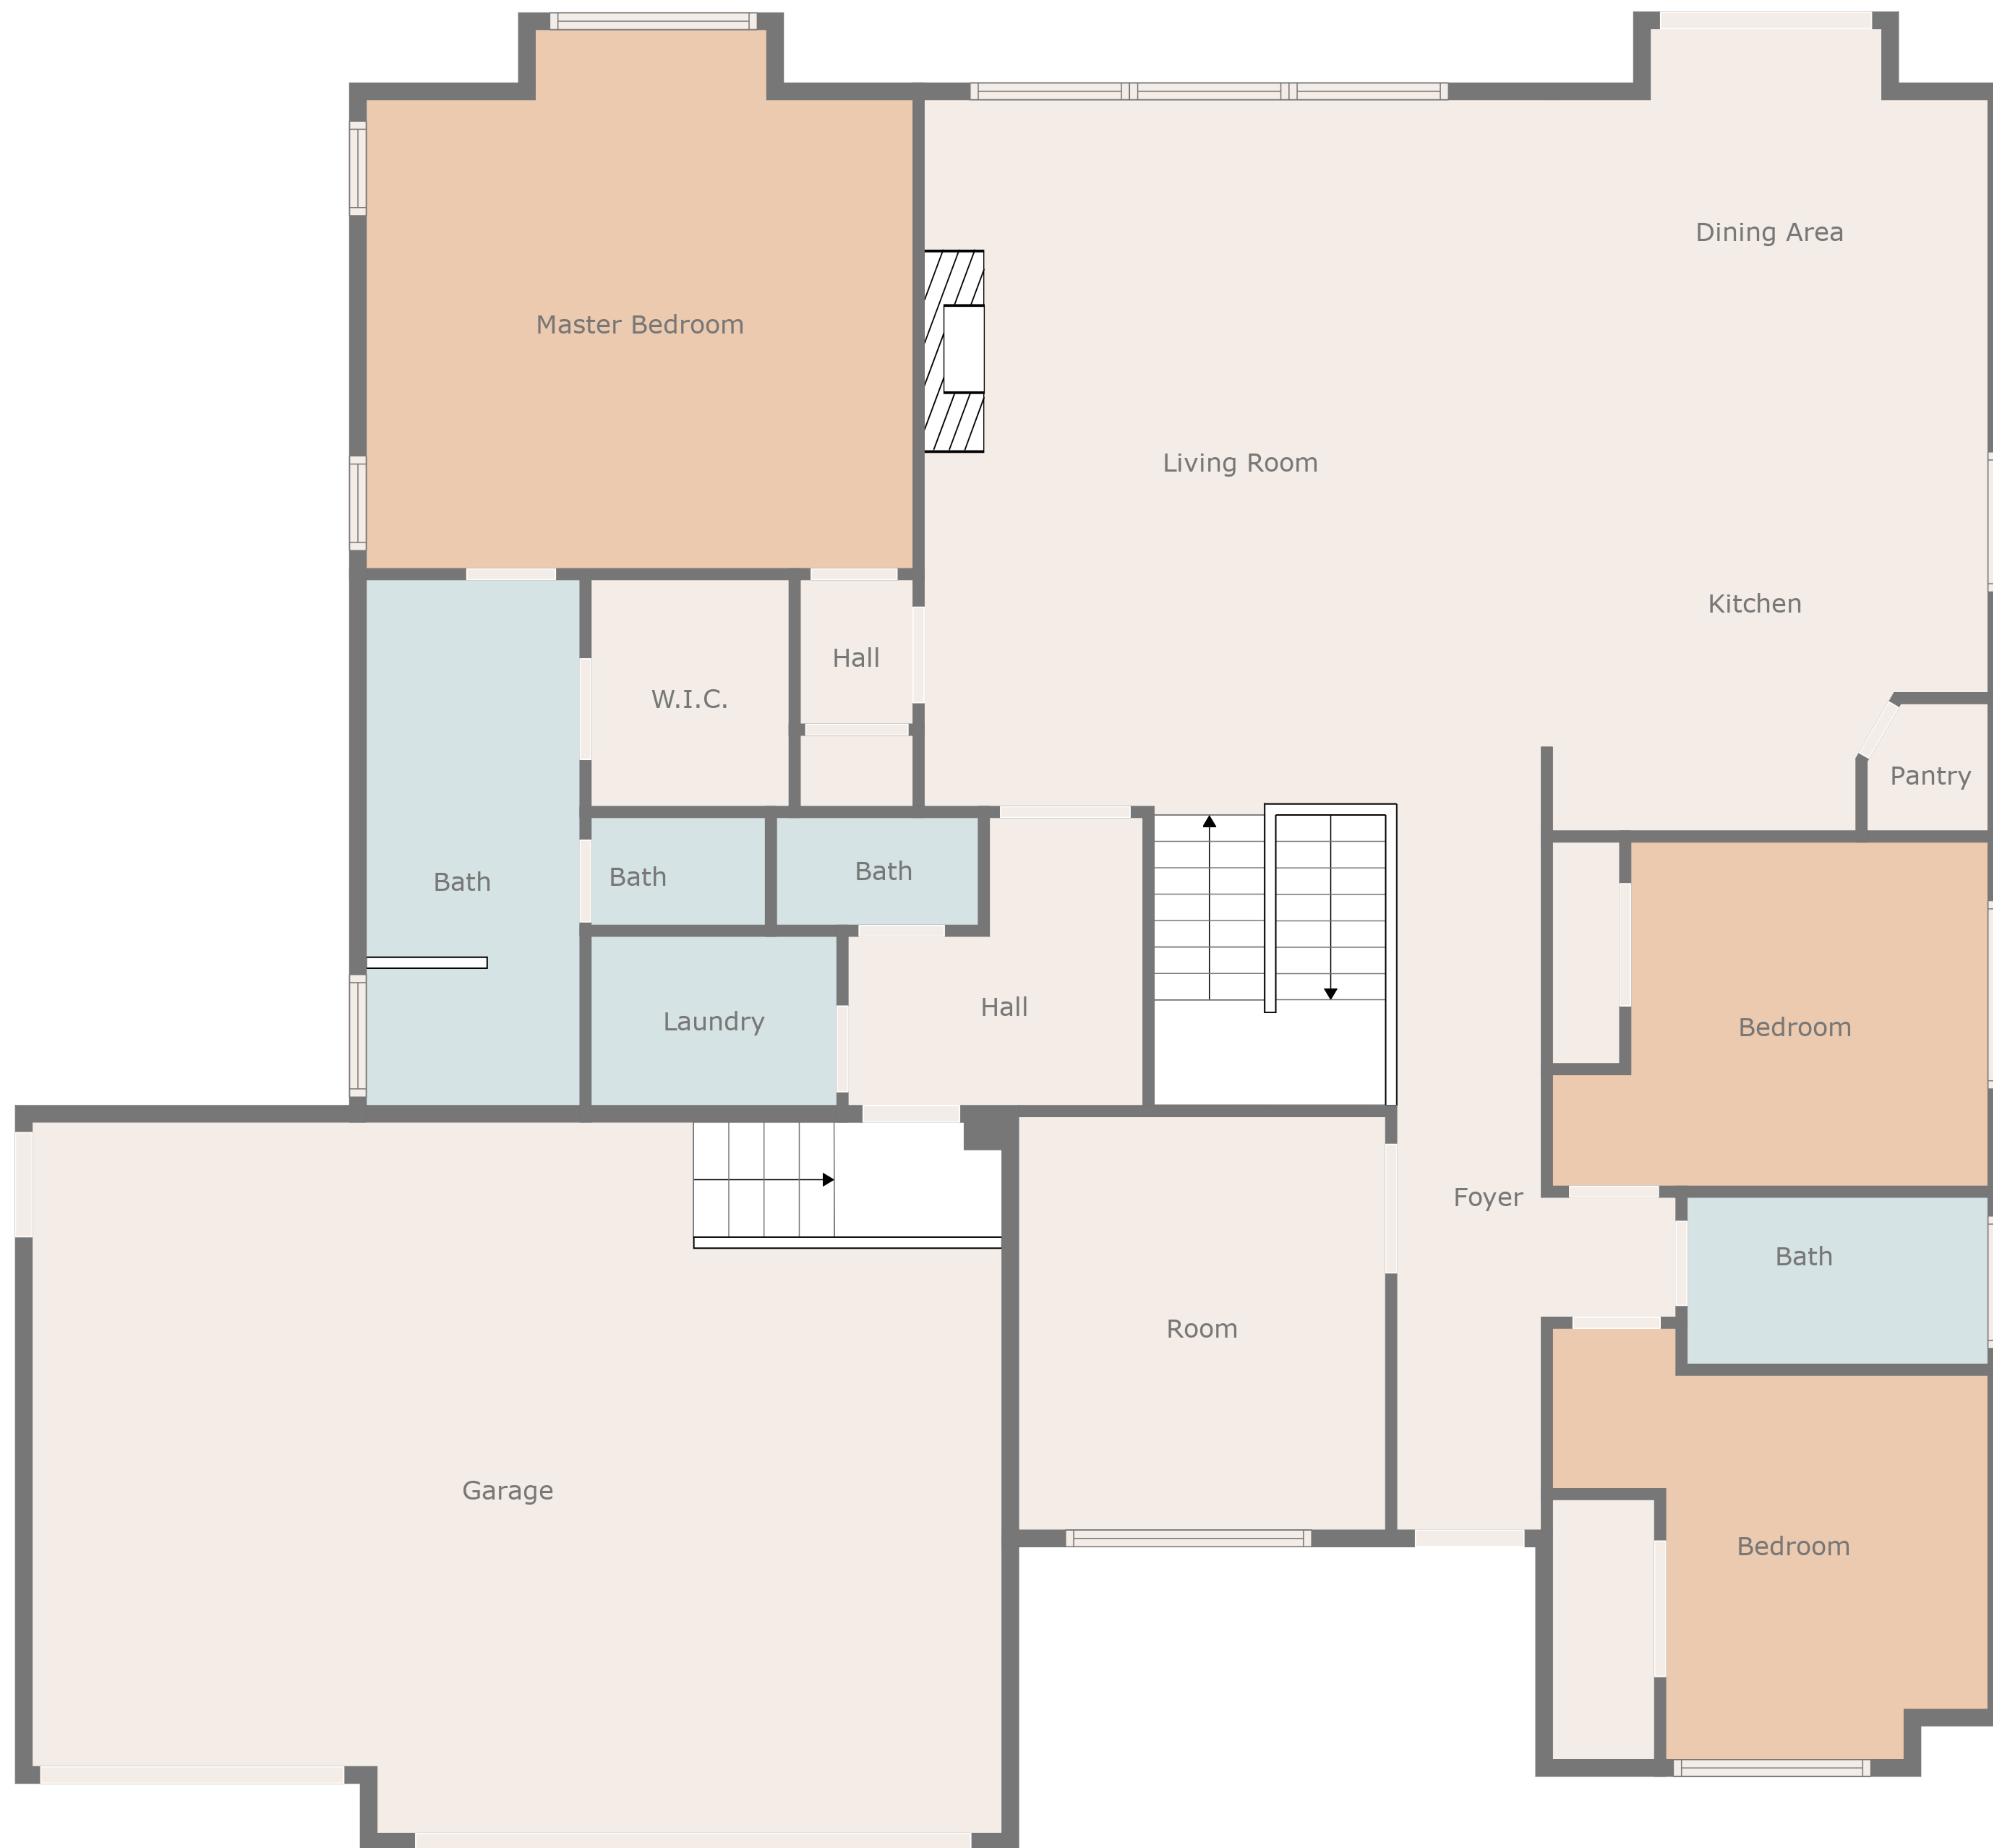 Dining Area
Master Bedroom
Living Room
Kitchen
Hall
W.I.C.
Pantry
Bath
Bath
Bath
Hall
Laundry
Bedroom
Foyer
Bath
Room
Garage
Bedroom